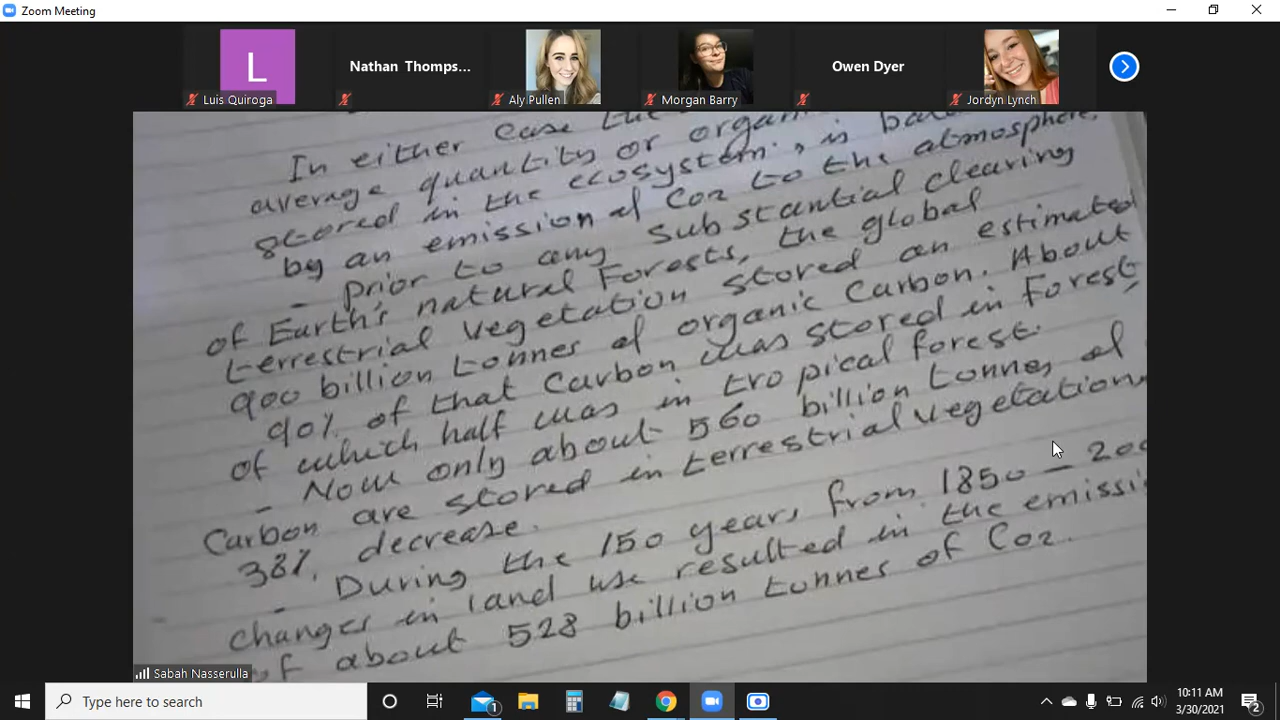 Zoom Meeting
L
Luis Quiroga
Nathan Thomps...
Aly Pullen
Morgan Barry
Owen Dyer
Jordyn Lynch
In either case the
average quantity or organi
stored in the ecosystem, is
by an emission of Co2 to the atmosphere.
- prior to any substantial clearing
of Earth's natural Forests, the global
terrestrial vegetation stored an estimated
900 billion tonnes of organic Carbon. About
90% of that Carbon was stored in Forest,
of which half was in tropical forest.
- Now only about 560 billion tonnes of
Carbon are stored in terrestrial vegetation,
38% decrease.
- During the 150 years from 1850 - 200
changes in land use resulted in the emissi
of about 528 billion tonnes of Co2.
Sabah Nasserulla
Type here to search
1
10:11 AM
3/30/2021
2